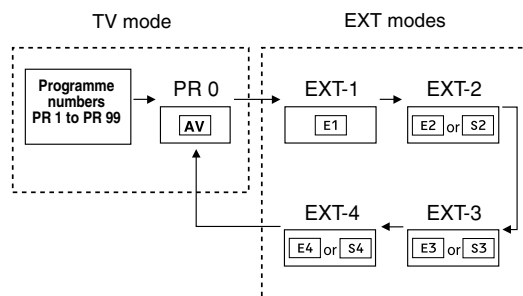 TV mode
EXT modes
Programme
numbers
PR 1 to PR 99
PR 0
AV
EXT-1
E1
EXT-2
E2 or S2
EXT-4
E4 or S4
EXT-3
E3 or S3